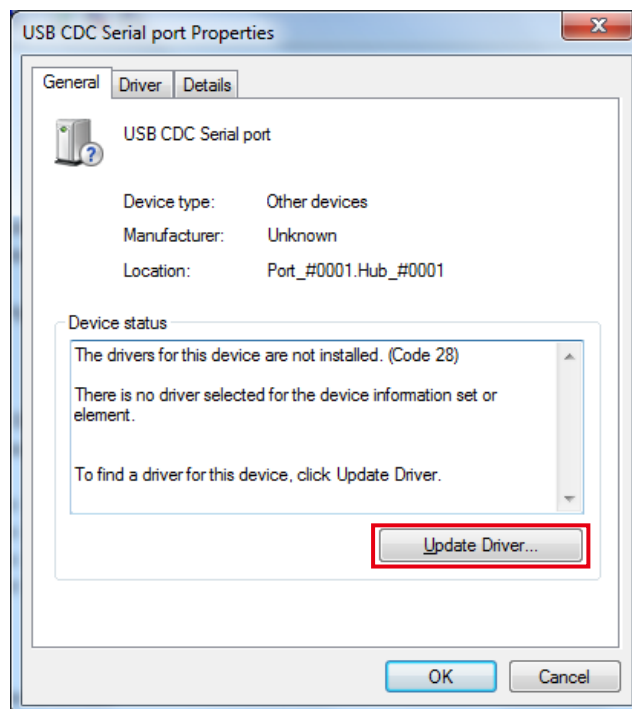 USB CDC Serial port Properties
General Driver Details
USB CDC Serial port
Device type: Other devices
Manufacturer: Unknown
Location: Port_#0001.Hub_#0001
Device status
The drivers for this device are not installed. (Code 28)
There is no driver selected for the device information set or
element.
To find a driver for this device, click Update Driver.
Update Driver...
OK Cancel